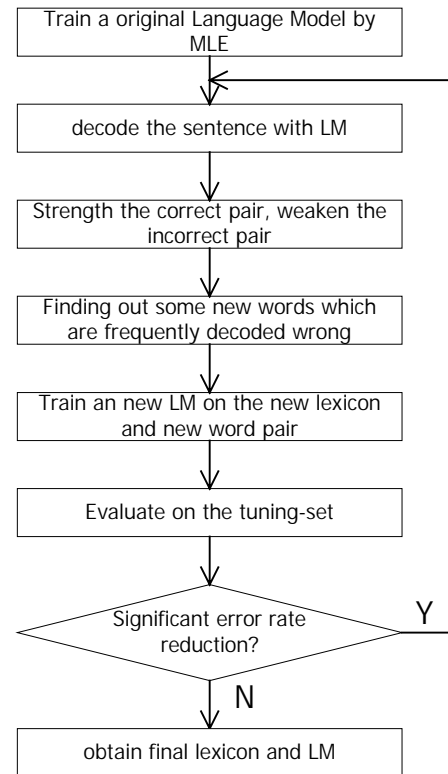 Train a original Language Model by
MLE
decode the sentence with LM
Strength the correct pair, weaken the
incorrect pair
Finding out some new words which
are frequently decoded wrong
Train an new LM on the new lexicon
and new word pair
Evaluate on the tuning-set
Significant error rate
reduction?
Y
N
obtain final lexicon and LM